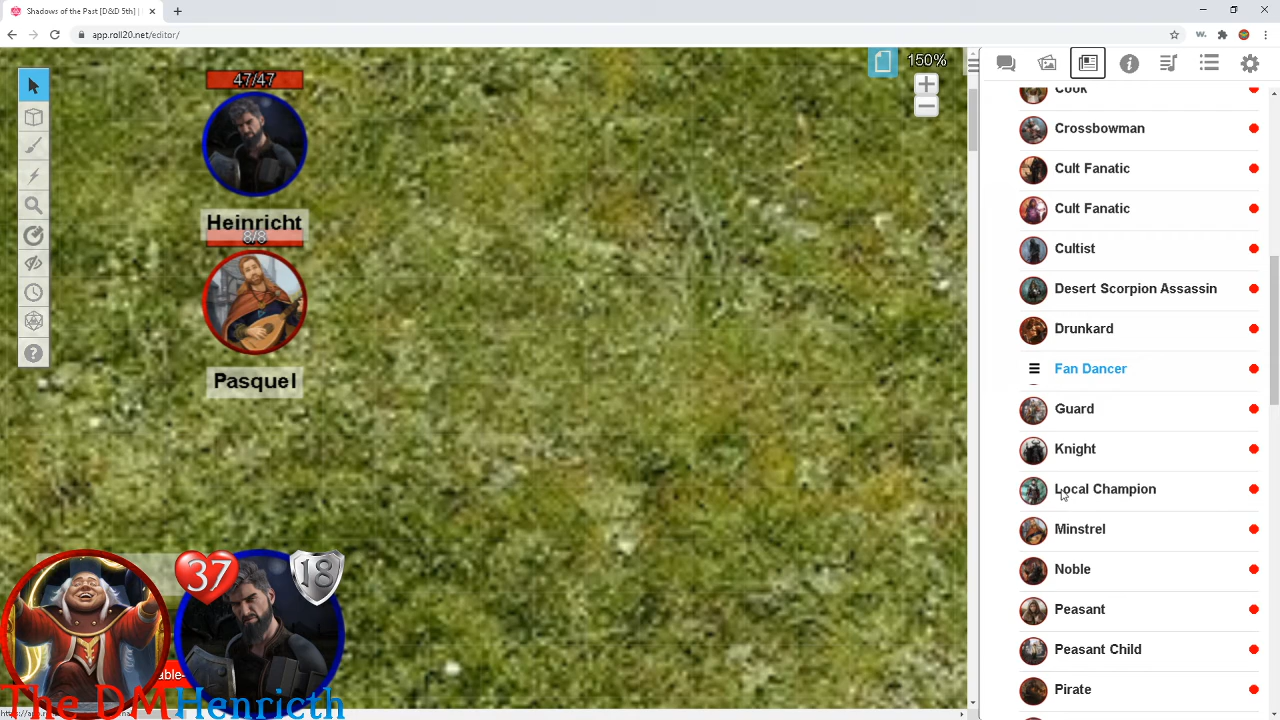 Shadows of the Past [D&D 5th] |
app.roll20.net/editor/
150%
47/47
Heinricht
8/8
Pasquel
37
18
The DM
Henricth
Cook
Crossbowman
Cult Fanatic
Cult Fanatic
Cultist
Desert Scorpion Assassin
Drunkard
Fan Dancer
Guard
Knight
Local Champion
Minstrel
Noble
Peasant
Peasant Child
Pirate